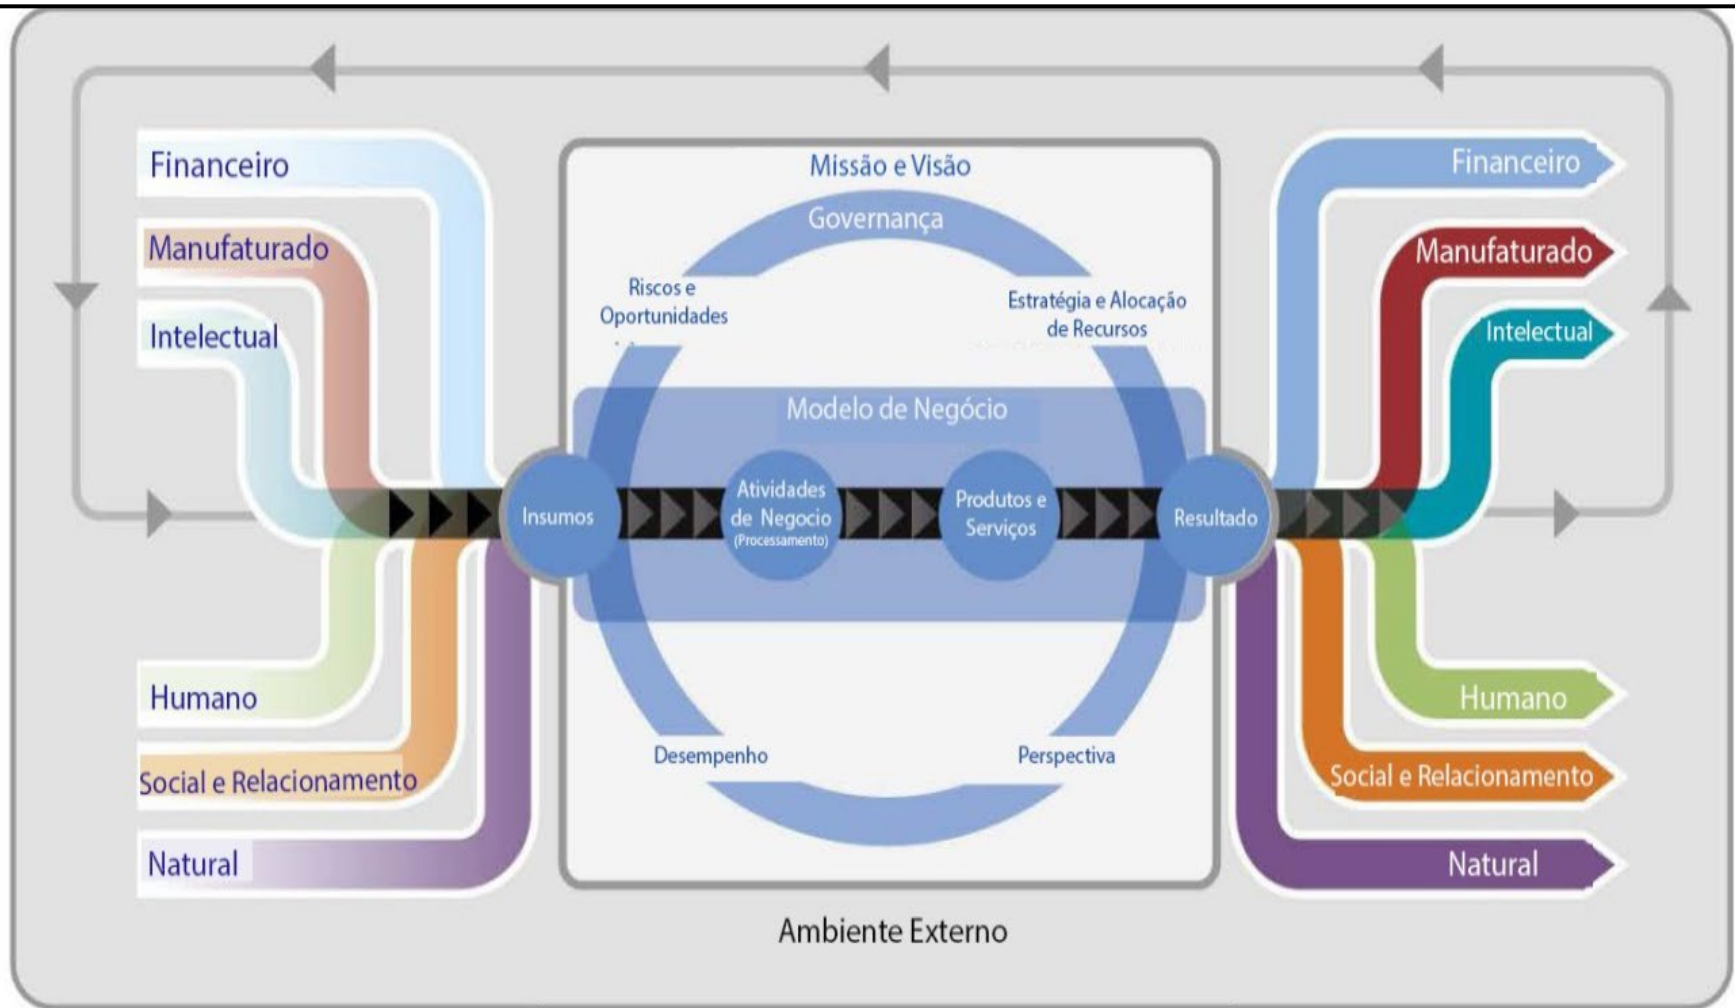 Financeiro
Manufaturado
Intelectual
Humano
Social e Relacionamento
Natural
Missão e Visão
Governança
Riscos e
Oportunidades
Estratégia e Alocação
de Recursos
Modelo de Negócio
Insumos
Atividades
de Negocio
(Processamento)
Produtos e
Serviços
Resultado
Desempenho
Perspectiva
Financeiro
Manufaturado
Intelectual
Humano
Social e Relacionamento
Natural
Ambiente Externo